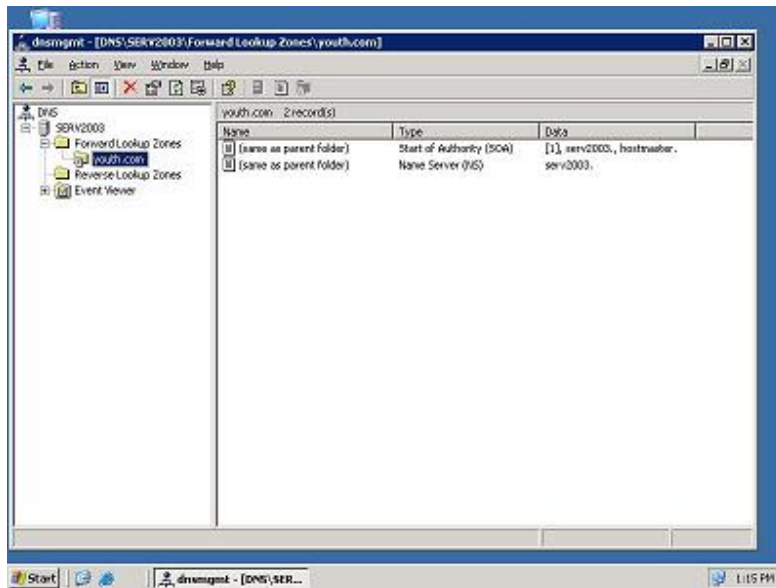 dnsmgmt - [DNS\SERV2003\Forward Lookup Zones\youth.com]
File Action View Window Help
DNS
SERV2003
Forward Lookup Zones
youth.com
Reverse Lookup Zones
Event Viewer
youth.com 2 record(s)
Name Type Data
(same as parent folder) Start of Authority (SOA) [1], serv2003., hostmaster.
(same as parent folder) Name Server (NS) serv2003.
Start dnsmgmt - [DNS\SER... 1:15 PM